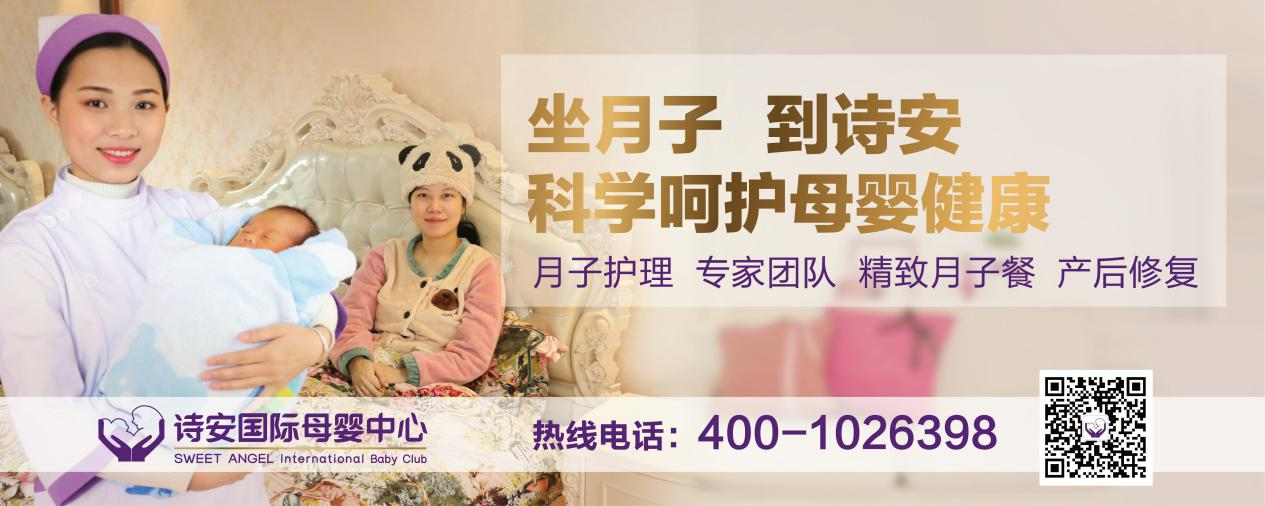 坐月子 到诗安
科学呵护母婴健康
月子护理 专家团队 精致月子餐 产后修复
诗安国际母婴中心
SWEET ANGEL International Baby Club
热线电话：400-1026398